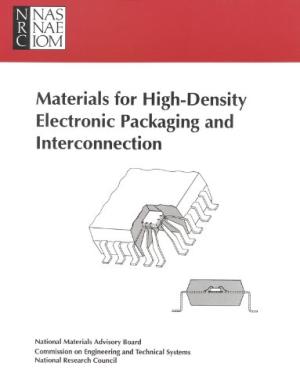 N NAS
R NAE
C IOM
Materials for High-Density
Electronic Packaging and
Interconnection
National Materials Advisory Board
Commission on Engineering and Technical Systems
National Research Council